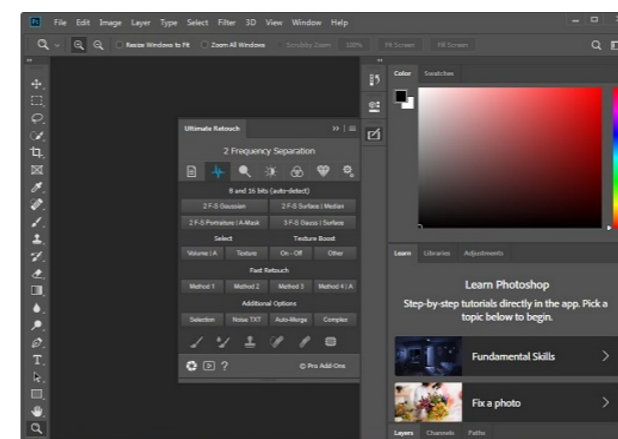 Ps File Edit Image Layer Type Select Filter 3D View Window Help
Resize Windows to Fit Zoom All Windows Scrubby Zoom 100% Fit Screen Fill Screen
Color Swatches
Ultimate Retouch
2 Frequency Separation
8 and 16 bits (auto-detect)
2 F-S Gaussian 2 F-S Surface | Median
2 F-S Portraiture | A-Mask 3 F-S Gauss | Surface
Select Texture Boost
Volume | A Texture On - Off Other
Fast Retouch
Method 1 Method 2 Method 3 Method 4 | A
Additional Options
Selection Noise TXT Auto-Merge Complex
? © Pro Add-Ons
Learn Libraries Adjustments
Learn Photoshop
Step-by-step tutorials directly in the app. Pick a
topic below to begin.
Fundamental Skills
Fix a photo
Layers Channels Paths